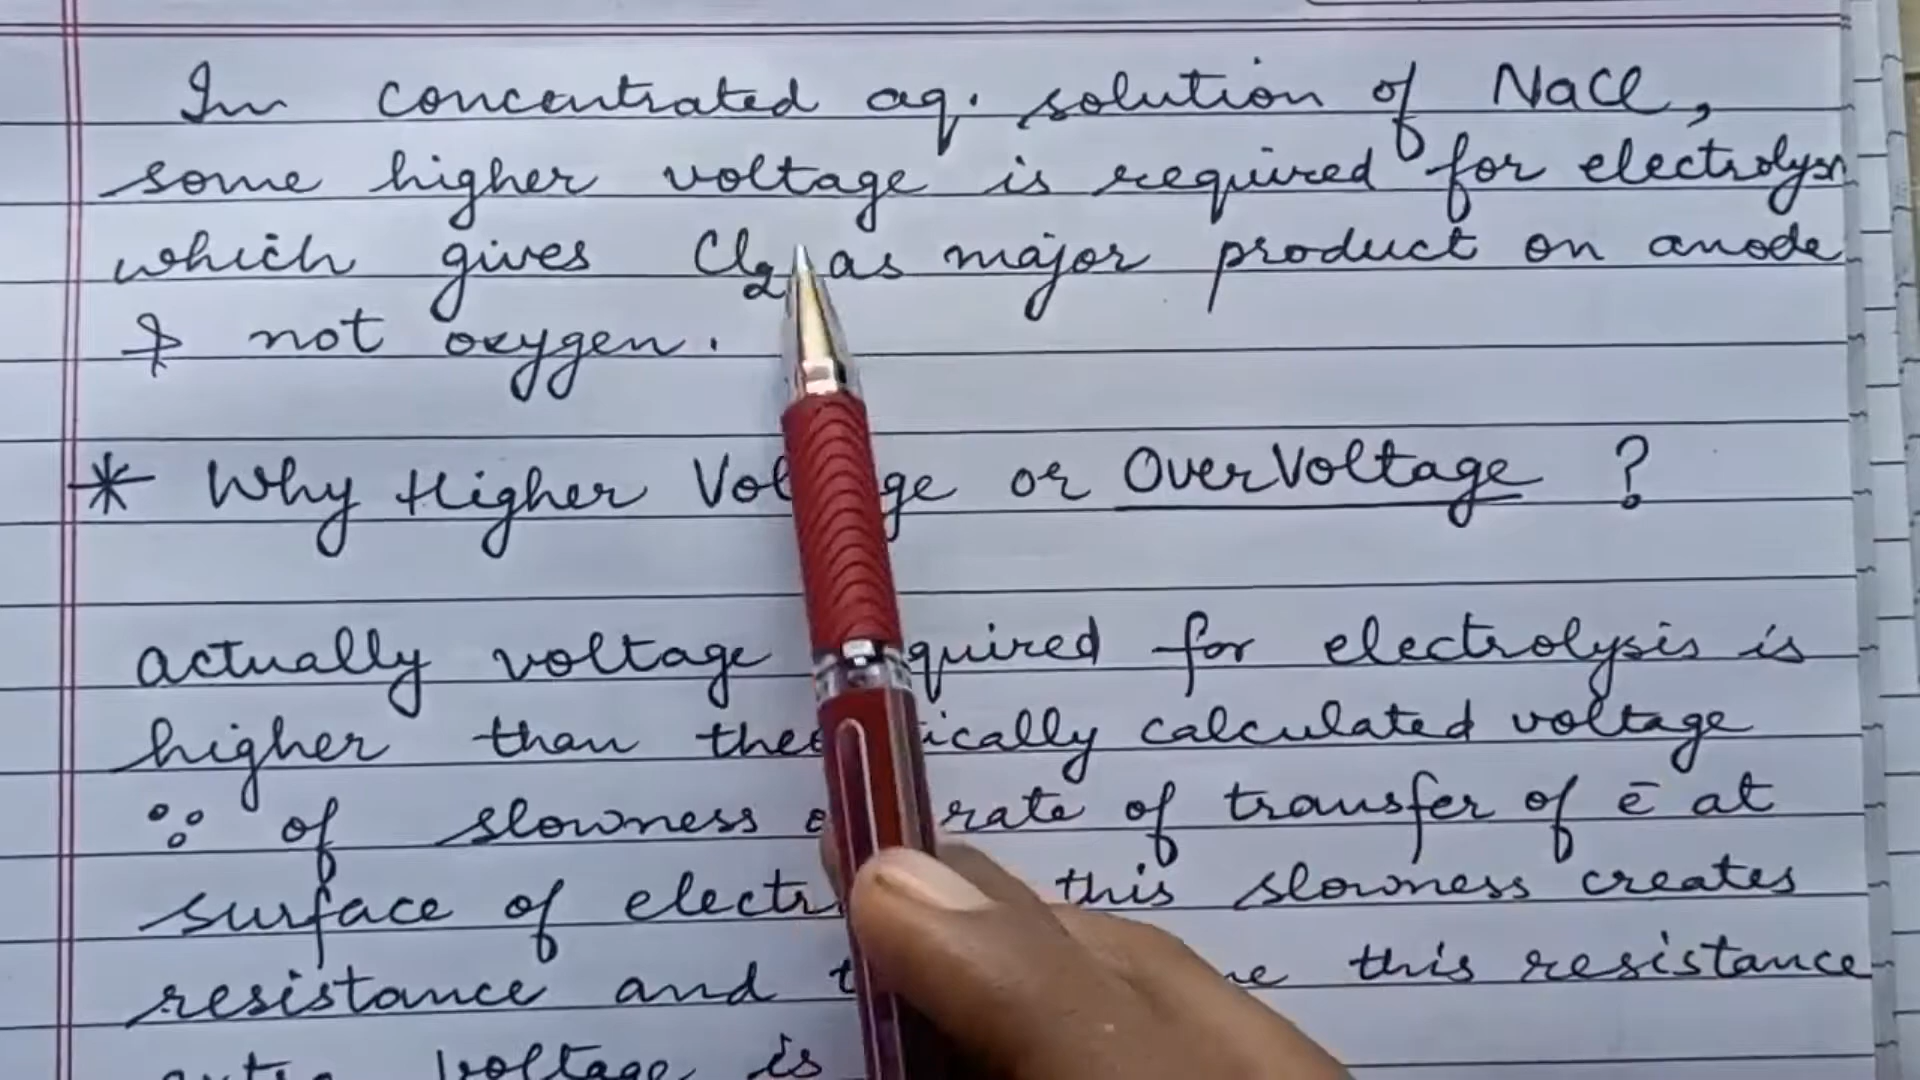 In concentrated aq. solution of NaCl,
some higher voltage is required for electrolys
which gives Cl₂ as major product on anode
& not oxygen.
* Why Higher Vol ge or OverVoltage ?
actually voltage quired for electrolysis is
higher than theo ically calculated voltage
∵ of slowness rate of transfer of ē at
surface of electr this slowness creates
resistance and this resistance
voltage is